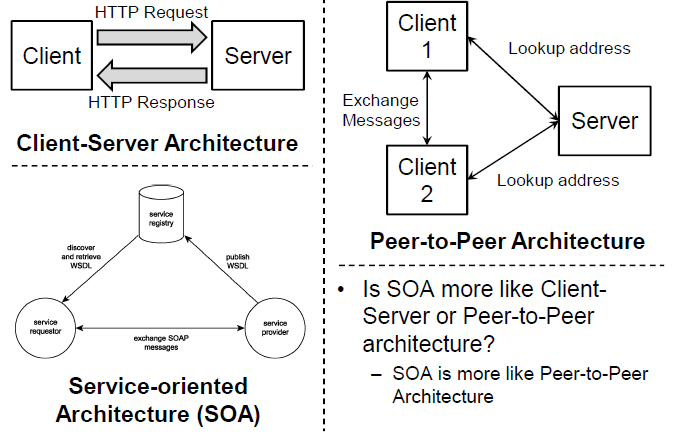 HTTP Request
Client
Server
HTTP Response
Client-Server Architecture
service
registry
discover
and retrieve
WSDL
publish
WSDL
service
requestor
exchange SOAP
messages
service
provider
Service-oriented
Architecture (SOA)
Client
1
Lookup address
Exchange
Messages
Server
Client
2
Lookup address
Peer-to-Peer Architecture
• Is SOA more like Client-
Server or Peer-to-Peer
architecture?
– SOA is more like Peer-to-Peer
Architecture